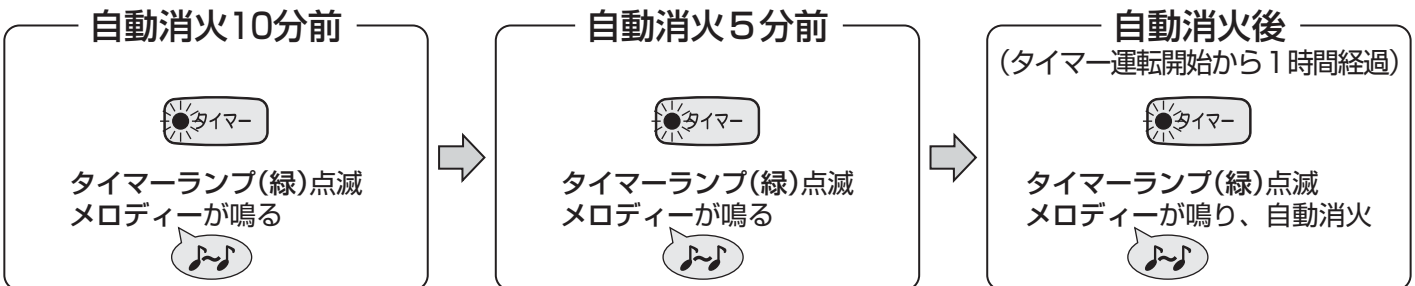 自動消火10分前
タイマー
タイマーランプ(緑)点滅
メロディーが鳴る
自動消火5分前
タイマー
タイマーランプ(緑)点滅
メロディーが鳴る
自動消火後
(タイマー運転開始から1時間経過)
タイマー
タイマーランプ(緑)点滅
メロディーが鳴り、自動消火